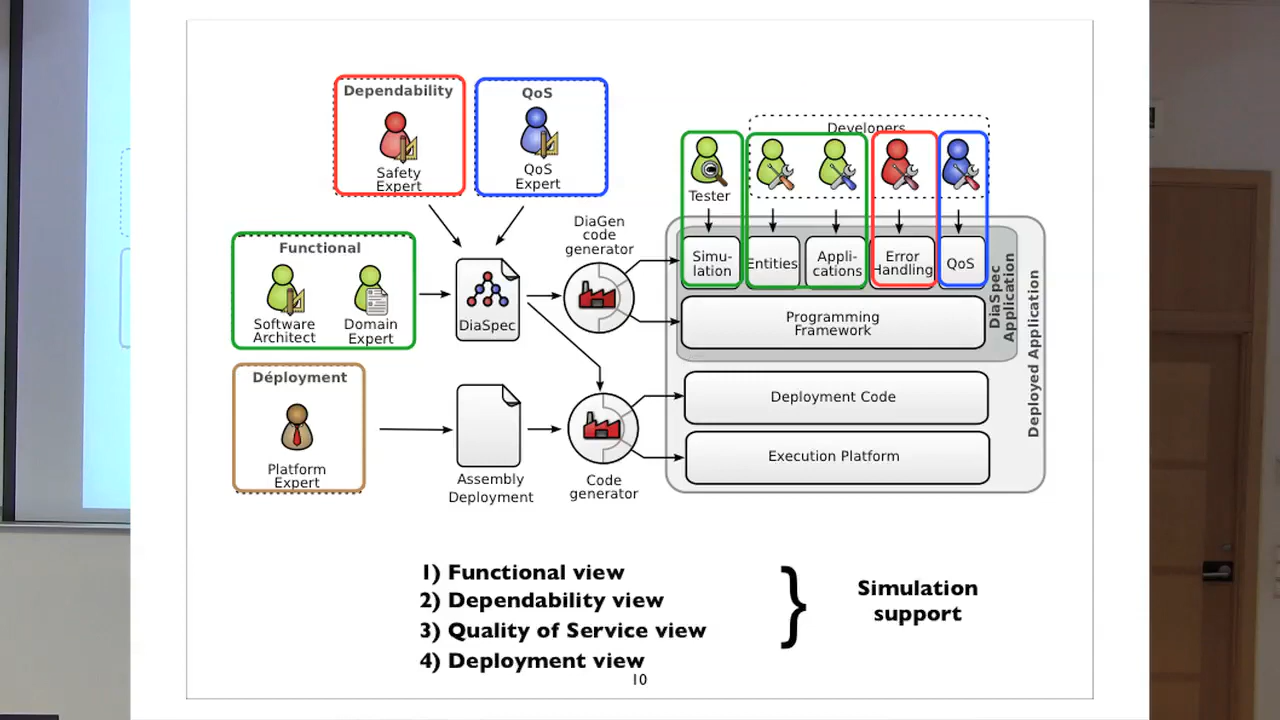 Dependability
Safety
Expert
QoS
QoS
Expert
Developers
Tester
DiaGen
code
generator
Functional
Software
Architect
Domain
Expert
DiaSpec
Simu-
lation
Entities
Appli-
cations
Error
Handling
QoS
Programming
Framework
DiaSpec
Application
Deployed Application
Déployment
Platform
Expert
Assembly
Deployment
Code
generator
Deployment Code
Execution Platform
1) Functional view
2) Dependability view
3) Quality of Service view
4) Deployment view
}
Simulation
support
10